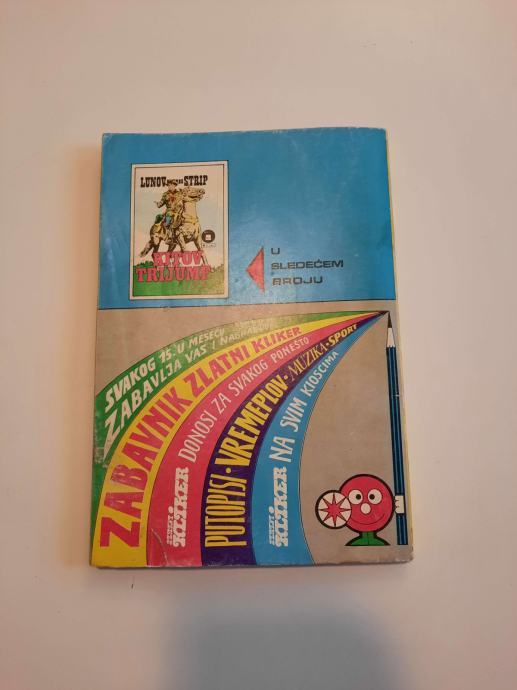 LUNOV STRIP
KITOV
TRIJUMF
U
SLEDEĆEM
BROJU
SVAKOG 15. U MESECU
ZABAVLJA VAS I NAGRAĐUJE
ZABAVNIK ZLATNI KLIKER
KLIKER DONOSI ZA SVAKOG PONEŠTO
PUTOPISI · VREMEPLOV · MUZIKA · SPORT
KLIKER NA SVIM KIOSCIMA